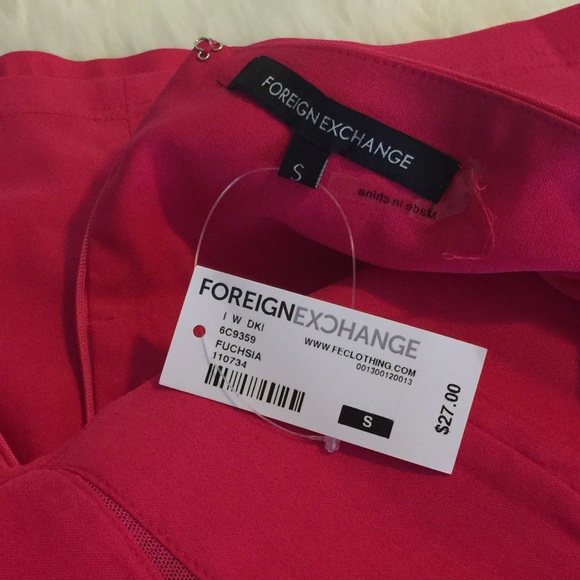 FOREIGN EXCHANGE
S
Made in china
FOREIGNEXCHANGE
I W DKI
6C9359
FUCHSIA
110734
WWW.FECLOTHING.COM
001300120013
S
$27.00